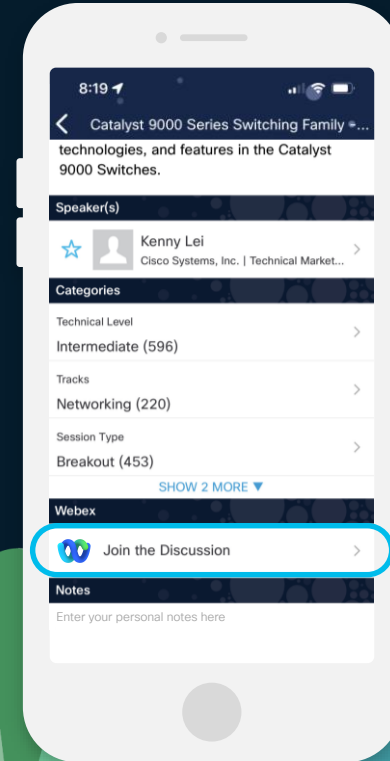 8:19
Catalyst 9000 Series Switching Family -...
technologies, and features in the Catalyst
9000 Switches.
Speaker(s)
Kenny Lei
Cisco Systems, Inc. | Technical Market...
Categories
Technical Level
Intermediate (596)
Tracks
Networking (220)
Session Type
Breakout (453)
SHOW 2 MORE ▼
Webex
Join the Discussion
Notes
Enter your personal notes here